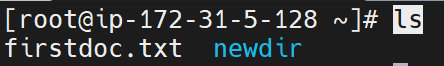 [root@ip-172-31-5-128 ~]# ls
firstdoc.txt  newdir